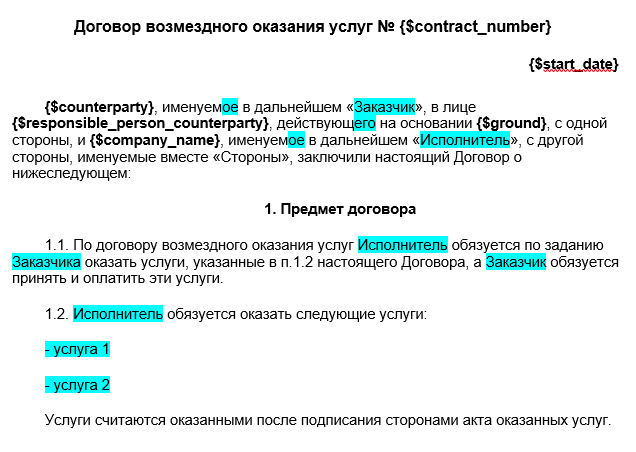 Договор возмездного оказания услуг № {$contract_number}
{$start_date}
{$counterparty}, именуемое в дальнейшем «Заказчик», в лице
{$responsible_person_counterparty}, действующего на основании {$ground}, с одной
стороны, и {$company_name}, именуемое в дальнейшем «Исполнитель», с другой
стороны, именуемые вместе «Стороны», заключили настоящий Договор о
нижеследующем:
1. Предмет договора
1.1. По договору возмездного оказания услуг Исполнитель обязуется по заданию
Заказчика оказать услуги, указанные в п.1.2 настоящего Договора, а Заказчик обязуется
принять и оплатить эти услуги.
1.2. Исполнитель обязуется оказать следующие услуги:
- услуга 1
- услуга 2
Услуги считаются оказанными после подписания сторонами акта оказанных услуг.